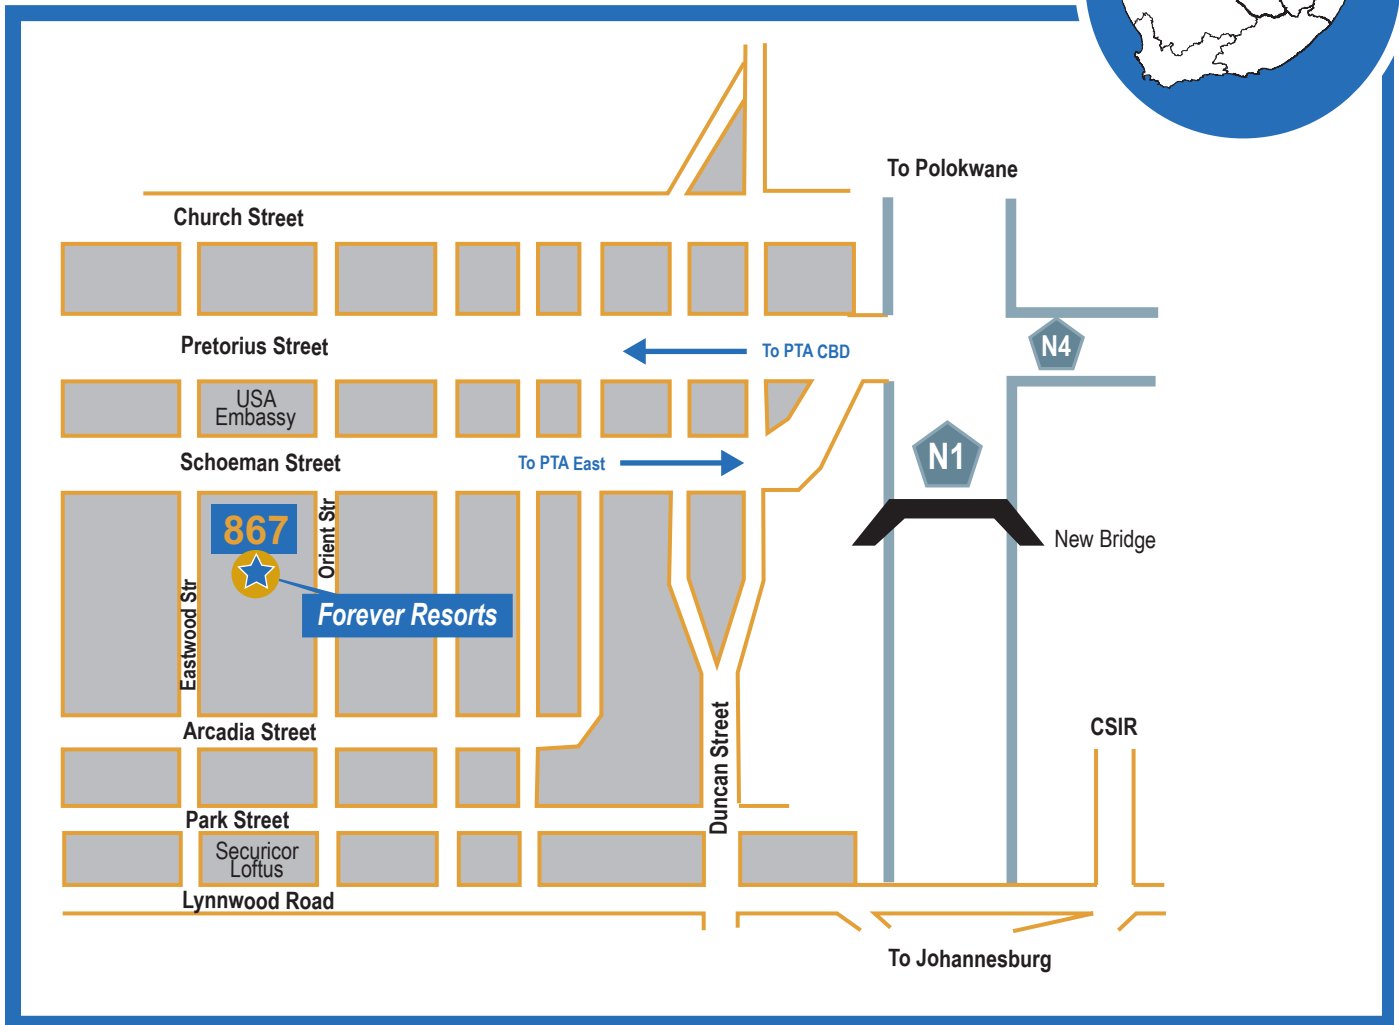 To Polokwane
Church Street
Pretorius Street
To PTA CBD
N4
USA
Embassy
Schoeman Street
To PTA East
N1
867
Orient Str
New Bridge
Eastwood Str
Forever Resorts
Arcadia Street
Duncan Street
CSIR
Park Street
Securicor
Loftus
Lynnwood Road
To Johannesburg